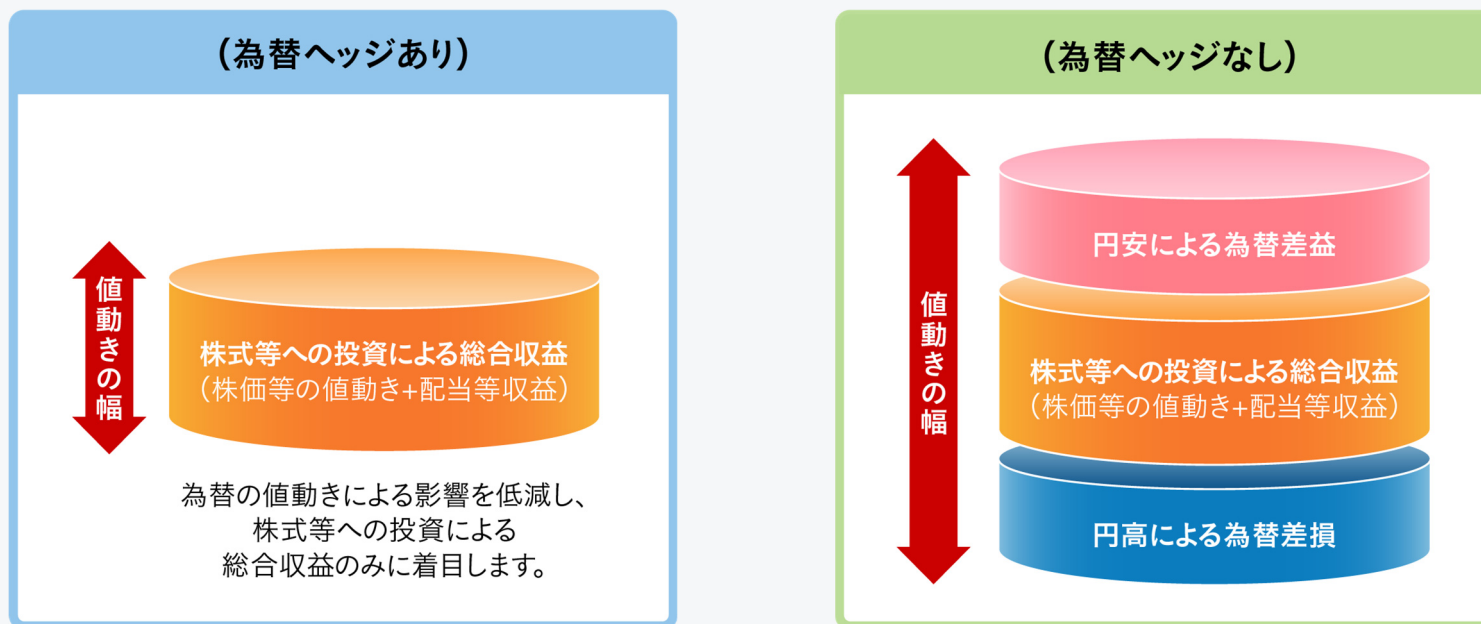 (為替ヘッジあり)
値動きの幅
株式等への投資による総合収益
(株価等の値動き+配当等収益)
為替の値動きによる影響を低減し、
株式等への投資による
総合収益のみに着目します。
(為替ヘッジなし)
値動きの幅
円安による為替差益
株式等への投資による総合収益
(株価等の値動き+配当等収益)
円高による為替差損